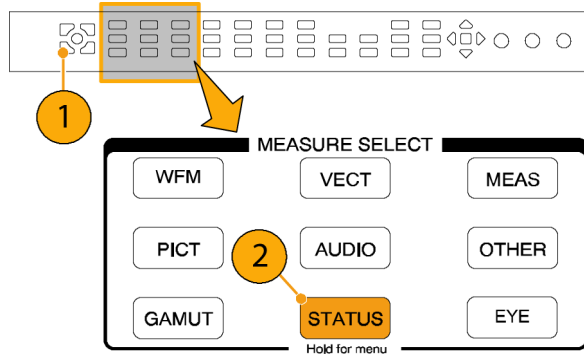 1
MEASURE SELECT
WFM VECT MEAS
PICT 2 AUDIO OTHER
GAMUT STATUS EYE
Hold for menu